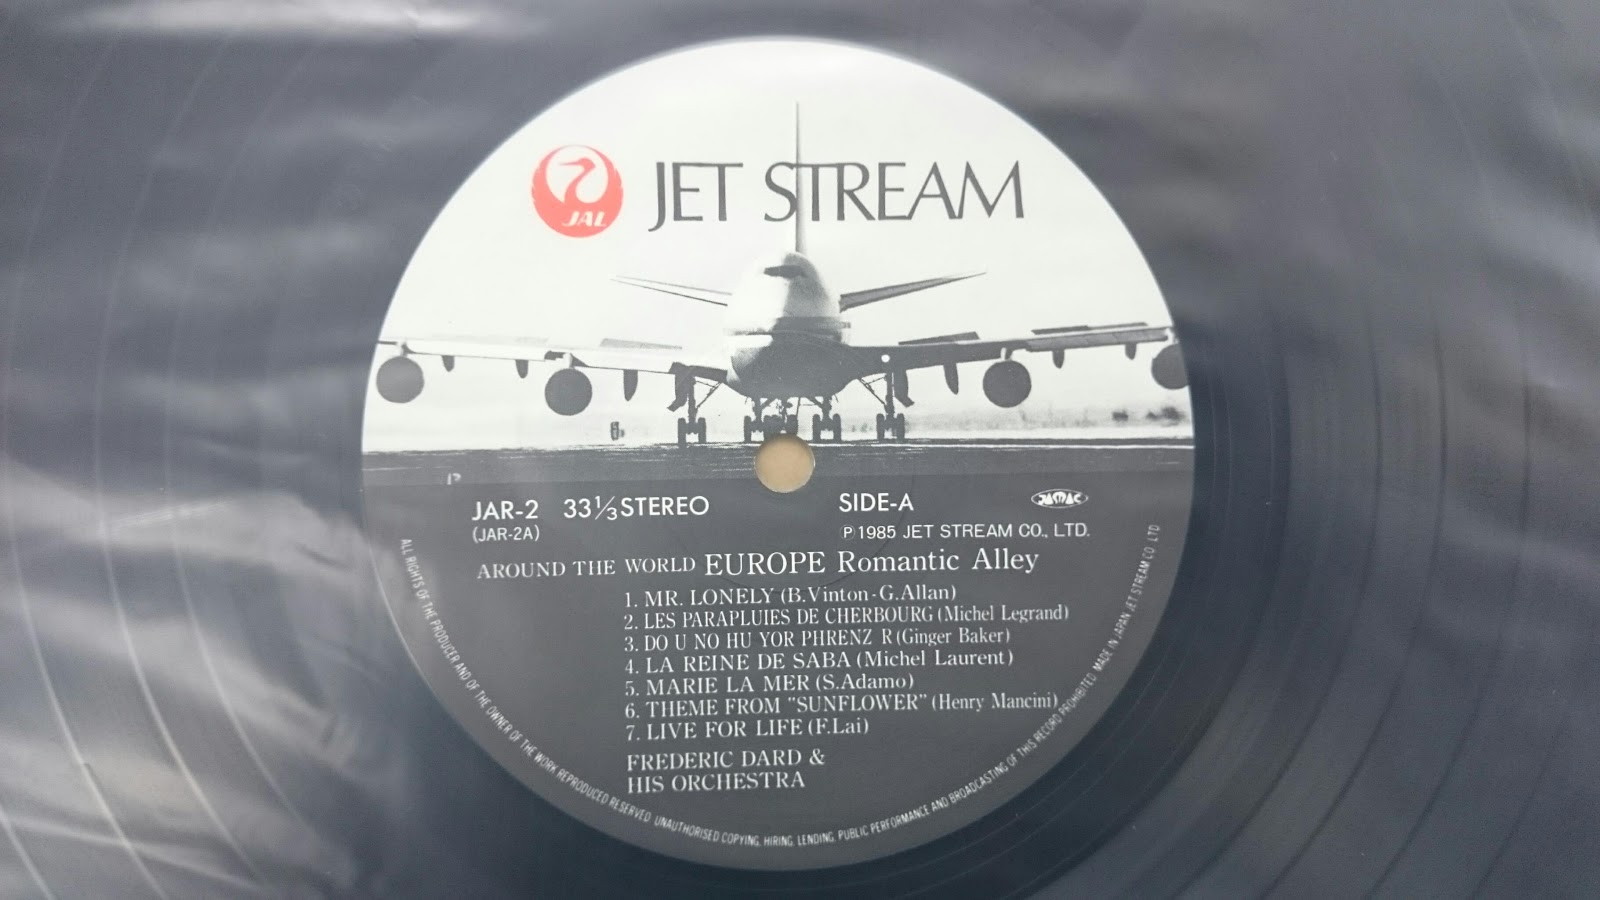 JAL
JET STREAM
JAR-2 33 1/3 STEREO SIDE-A JASRAC
(JAR-2A) Ⓟ1985 JET STREAM CO., LTD.
AROUND THE WORLD EUROPE Romantic Alley
1. MR. LONELY (B.Vinton-G.Allan)
2. LES PARAPLUIES DE CHERBOURG (Michel Legrand)
3. DO U NO HU YOR PHRENZ R (Ginger Baker)
4. LA REINE DE SABA (Michel Laurent)
5. MARIE LA MER (S.Adamo)
6. THEME FROM "SUNFLOWER" (Henry Mancini)
7. LIVE FOR LIFE (F.Lai)
FREDERIC DARD &
HIS ORCHESTRA
ALL RIGHTS OF THE PRODUCER AND OF THE OWNER OF THE WORK REPRODUCED RESERVED. UNAUTHORISED COPYING, HIRING, LENDING, PUBLIC PERFORMANCE AND BROADCASTING OF THIS RECORD PROHIBITED. MADE IN JAPAN JET STREAM CO. LTD